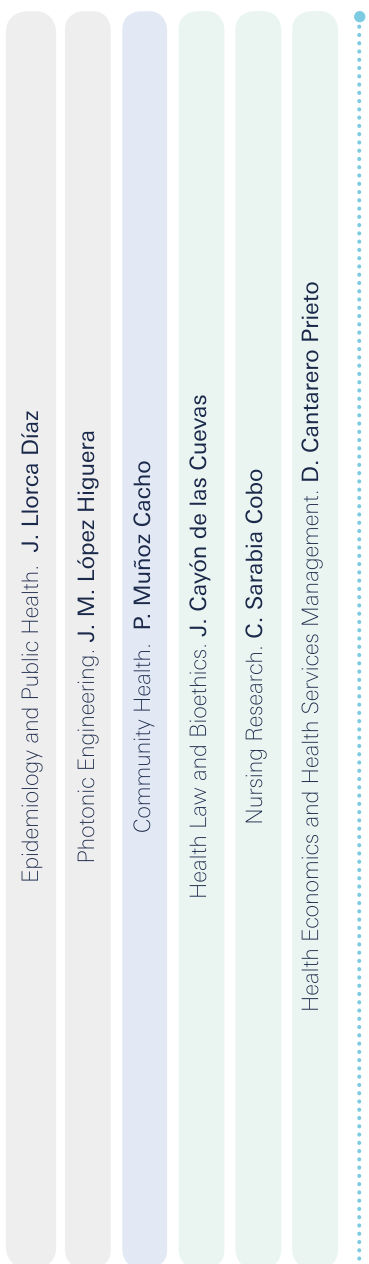 Epidemiology and Public Health. J. Llorca Díaz
Photonic Engineering. J. M. López Higuera
Community Health. P. Muñoz Cacho
Health Law and Bioethics. J. Cayón de las Cuevas
Nursing Research. C. Sarabia Cobo
Health Economics and Health Services Management. D. Cantarero Prieto